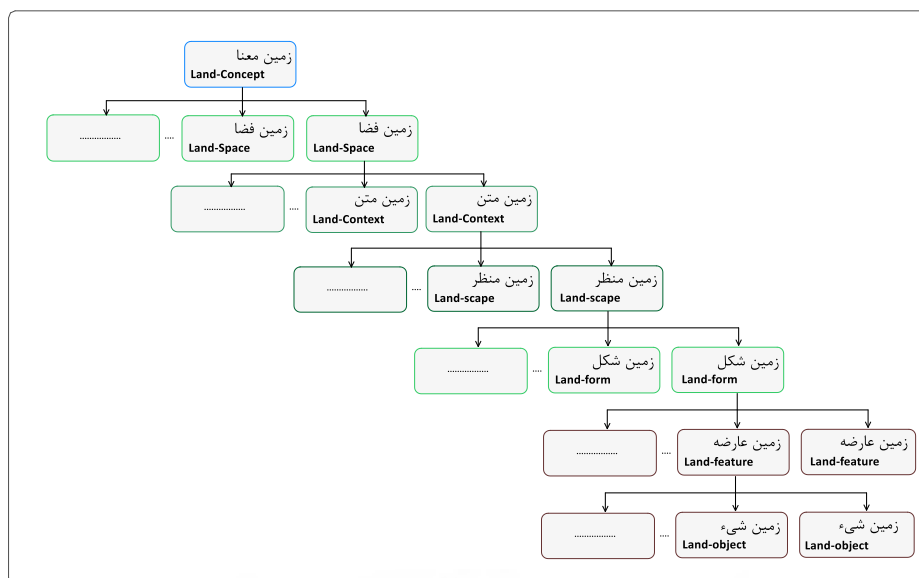 زمین معنا
Land-Concept
................. .... زمین فضا زمین فضا
Land-Space Land-Space
................. .... زمین متن زمین متن
Land-Context Land-Context
................. .... زمین منظر زمین منظر
Land-scape Land-scape
................. .... زمین شکل زمین شکل
Land-form Land-form
................. .... زمین عارضه زمین عارضه
Land-feature Land-feature
................. .... زمین شیء زمین شیء
Land-object Land-object